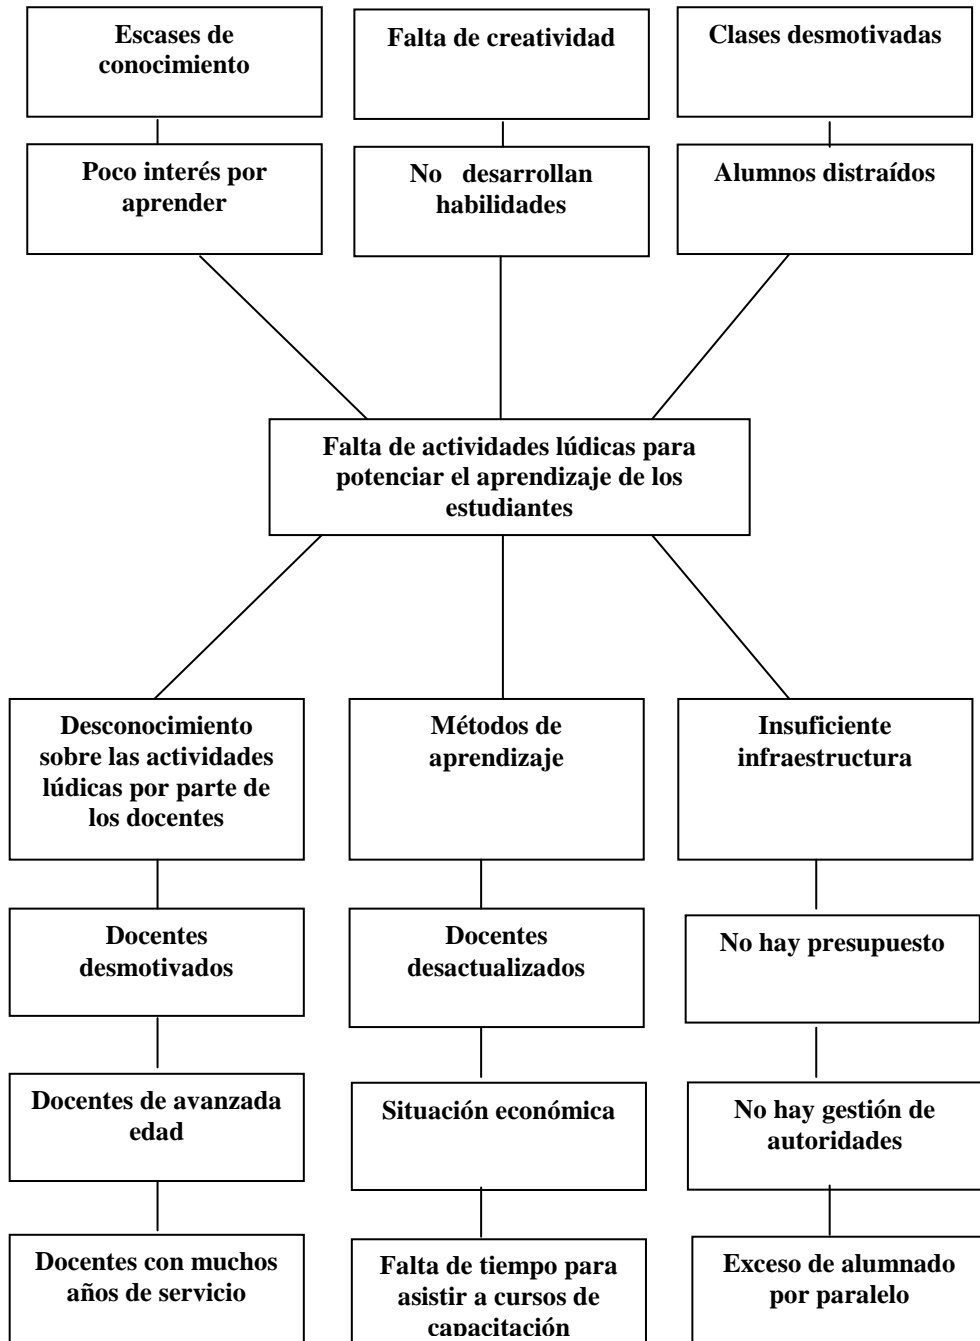 Escases de
conocimiento
Falta de creatividad
Clases desmotivadas
Poco interés por
aprender
No desarrollan
habilidades
Alumnos distraídos
Falta de actividades lúdicas para
potenciar el aprendizaje de los
estudiantes
Desconocimiento
sobre las actividades
lúdicas por parte de
los docentes
Métodos de
aprendizaje
Insuficiente
infraestructura
Docentes
desmotivados
Docentes
desactualizados
No hay presupuesto
Docentes de avanzada
edad
Situación económica
No hay gestión de
autoridades
Docentes con muchos
años de servicio
Falta de tiempo para
asistir a cursos de
capacitación
Exceso de alumnado
por paralelo